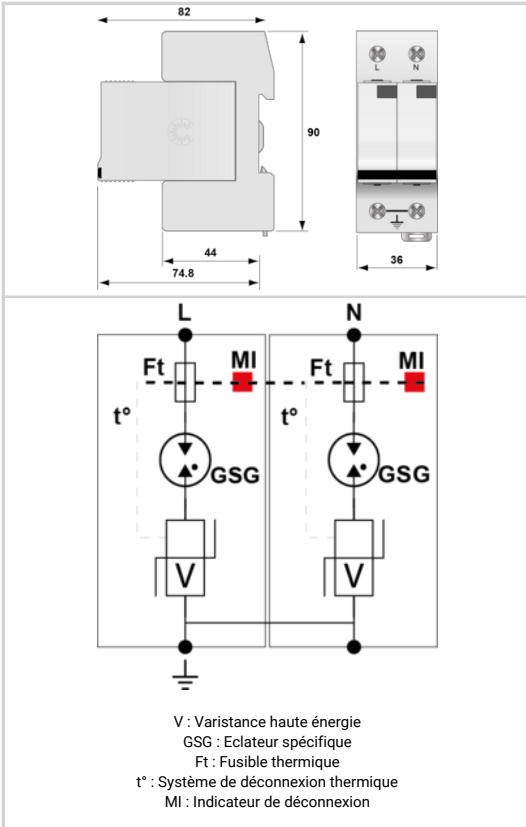 82
L N
90
44
74.8
36
L N
Ft MI Ft MI
t° t°
GSG GSG
V V
V : Varistance haute énergie
GSG : Eclateur spécifique
Ft : Fusible thermique
t° : Système de déconnexion thermique
MI : Indicateur de déconnexion